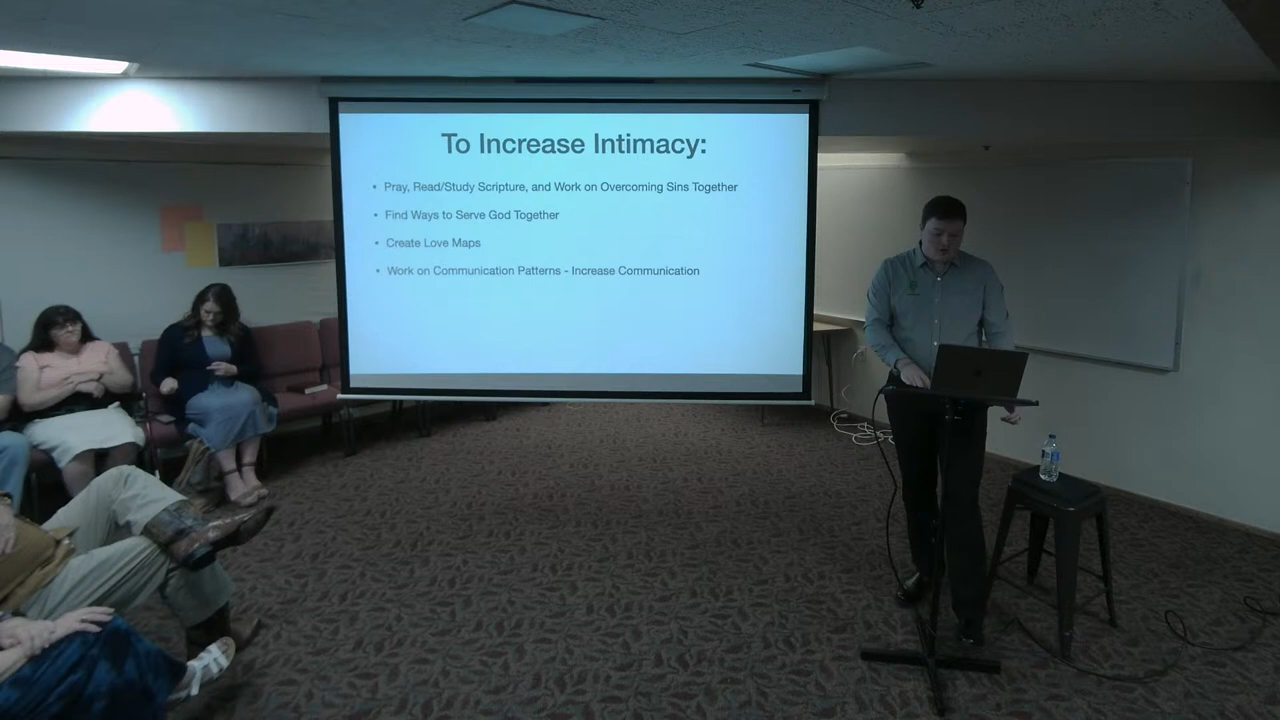 To Increase Intimacy:
• Pray, Read/Study Scripture, and Work on Overcoming Sins Together
• Find Ways to Serve God Together
• Create Love Maps
• Work on Communication Patterns - Increase Communication